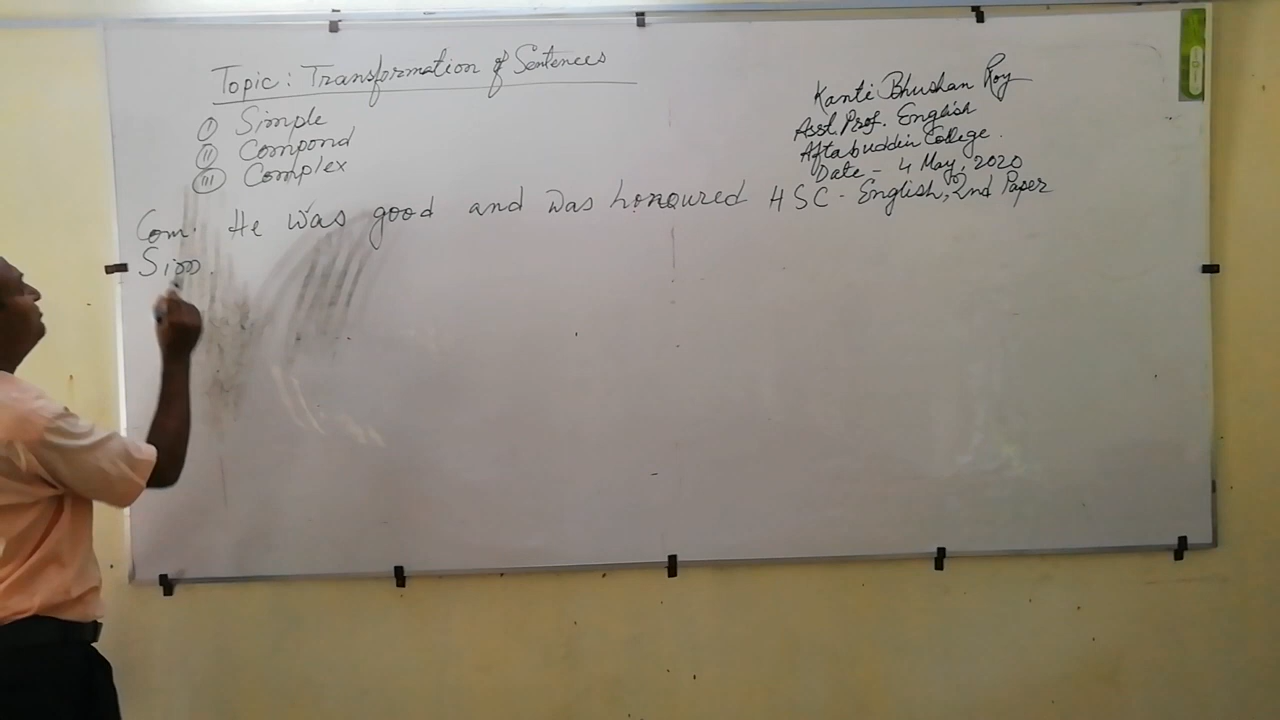 Topic: Transformation of Sentences
(I) Simple
(II) Compond
(III) Complex
Kanti Bhushan Roy
Asst. Prof. English
Aftabuddin College.
Date - 4 May, 2020
HSC - English, 2nd Paper
Com. He was good and was honoured
Sim.